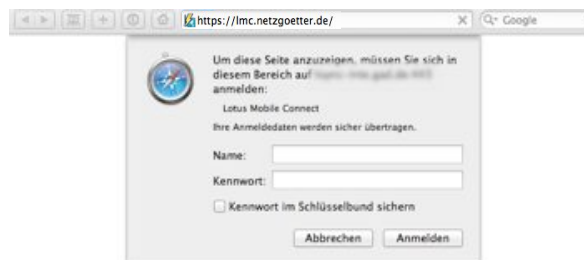 https://lmc.netzgoetter.de/
Google
Um diese Seite anzuzeigen, müssen Sie sich in
diesem Bereich auf
anmelden:
Lotus Mobile Connect
Ihre Anmeldedaten werden sicher übertragen.
Name:
Kennwort:
Kennwort im Schlüsselbund sichern
Abbrechen Anmelden